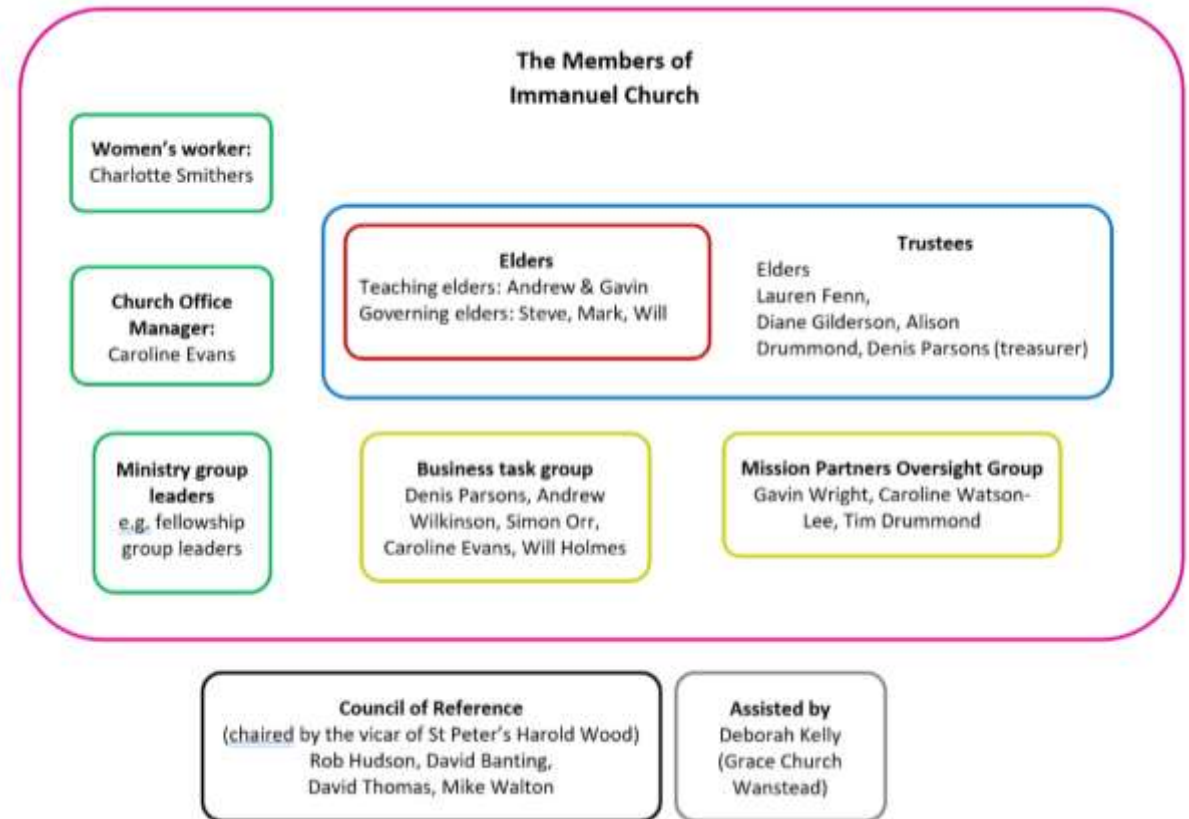 The Members of
Immanuel Church
Women's worker:
Charlotte Smithers
Church Office
Manager:
Caroline Evans
Elders
Teaching elders: Andrew & Gavin
Governing elders: Steve, Mark, Will
Trustees
Elders
Lauren Fenn,
Diane Gilderson, Alison
Drummond, Denis Parsons (treasurer)
Ministry group
leaders
e.g. fellowship
group leaders
Business task group
Denis Parsons, Andrew
Wilkinson, Simon Orr,
Caroline Evans, Will Holmes
Mission Partners Oversight Group
Gavin Wright, Caroline Watson-
Lee, Tim Drummond
Council of Reference
(chaired by the vicar of St Peter's Harold Wood)
Rob Hudson, David Banting,
David Thomas, Mike Walton
Assisted by
Deborah Kelly
(Grace Church
Wanstead)